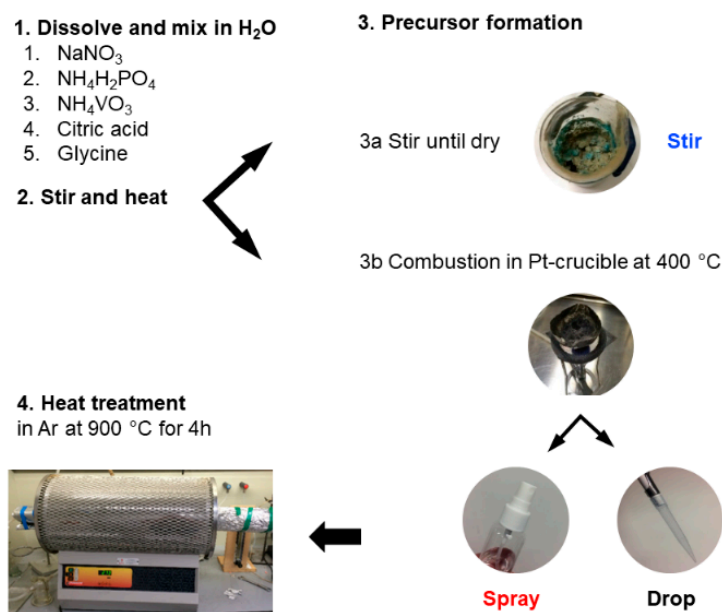 1. Dissolve and mix in H₂O
1. NaNO₃
2. NH₄H₂PO₄
3. NH₄VO₃
4. Citric acid
5. Glycine
2. Stir and heat
3. Precursor formation
3a Stir until dry
Stir
3b Combustion in Pt-crucible at 400 °C
Spray
Drop
4. Heat treatment
in Ar at 900 °C for 4h